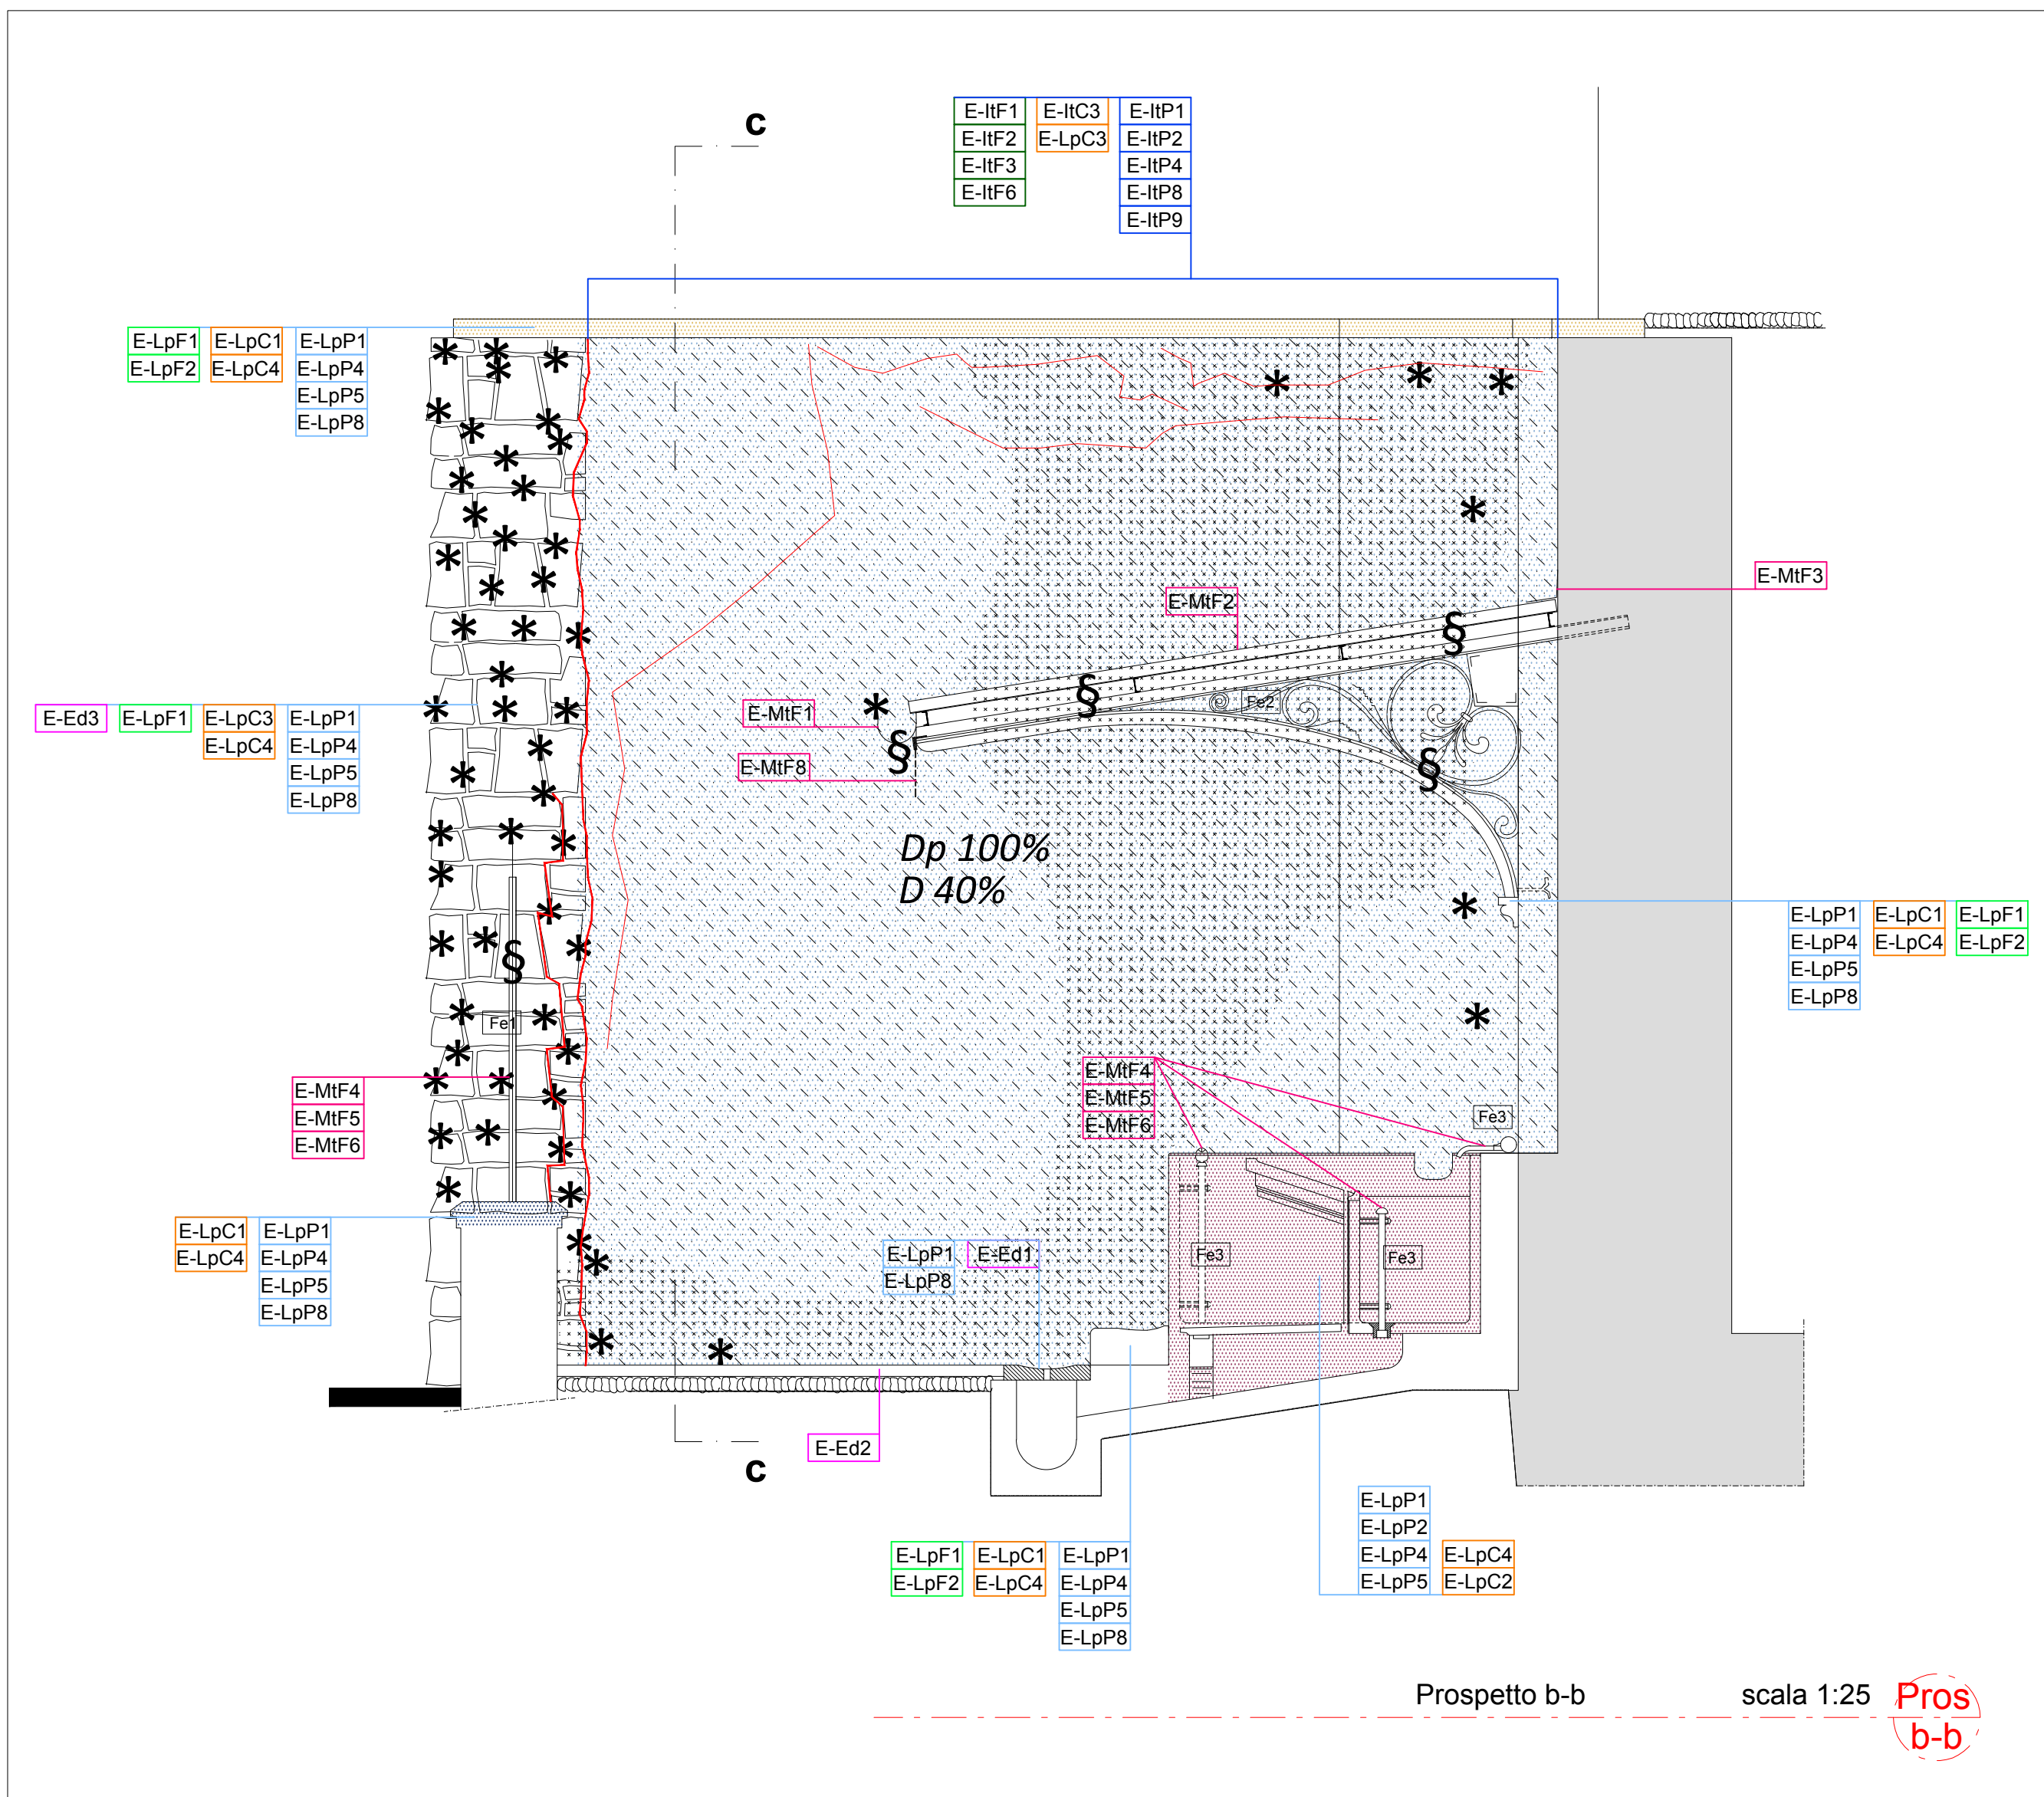 c
E-ItF1 E-ItC3 E-ItP1
E-ItF2 E-LpC3 E-ItP2
E-ItF3 E-ItP4
E-ItF6 E-ItP8
E-ItP9
E-LpF1 E-LpC1 E-LpP1
E-LpF2 E-LpC4 E-LpP4
E-LpP5
E-LpP8
E-MtF3
E-MtF2
§
§
Fe2
E-Ed3 E-LpF1 E-LpC3 E-LpP1
E-LpC4 E-LpP4
E-LpP5
E-LpP8
E-MtF1
§
E-MtF8
§
Dp 100%
D 40%
E-LpP1 E-LpC1 E-LpF1
E-LpP4 E-LpC4 E-LpF2
E-LpP5
E-LpP8
§
Fe1
E-MtF4
E-MtF5
E-MtF6
E-MtF4
E-MtF5
E-MtF6
Fe3
E-LpC1 E-LpP1
E-LpC4 E-LpP4
E-LpP5
E-LpP8
E-LpP1 E-Ed1
E-LpP8
Fe3
Fe3
E-Ed2
c
E-LpP1
E-LpP2
E-LpP4 E-LpC4
E-LpP5 E-LpC2
E-LpF1 E-LpC1 E-LpP1
E-LpF2 E-LpC4 E-LpP4
E-LpP5
E-LpP8
Prospetto b-b scala 1:25
Pros
b-b